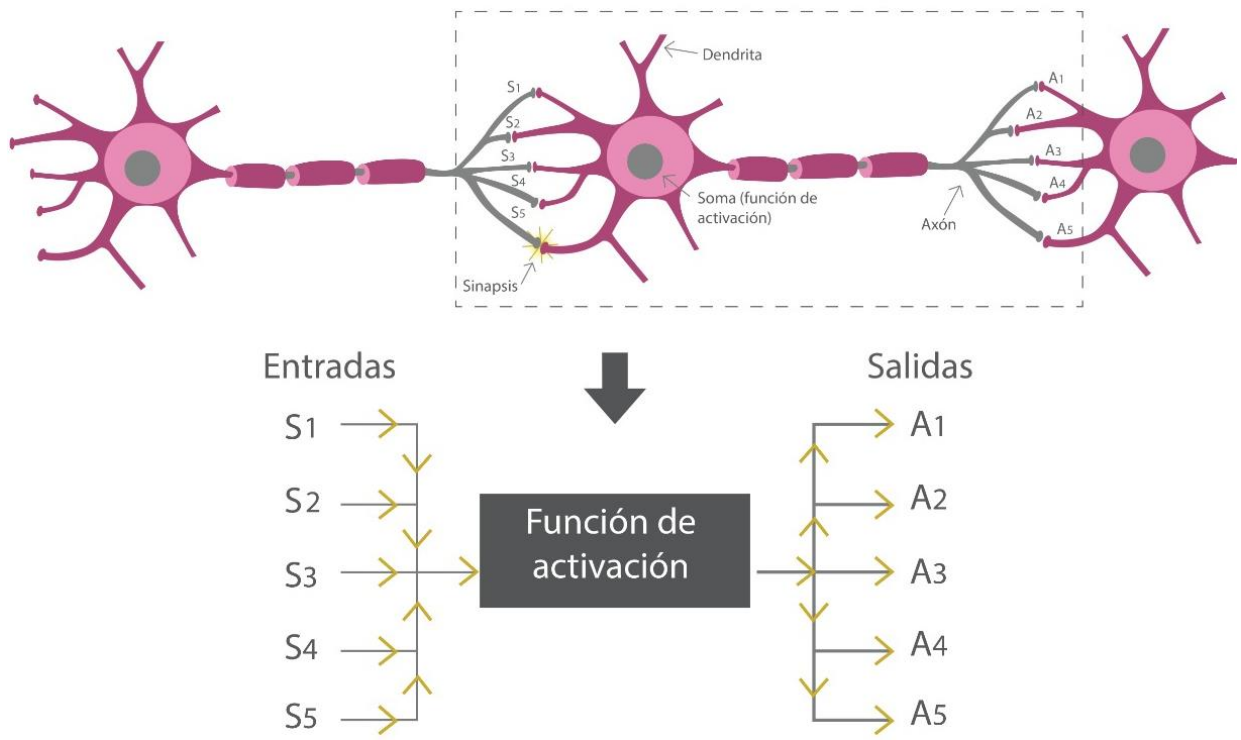 Dendrita
S1
S2
S3
S4
S5
Soma (función de
activación)
Sinapsis
Axón
A1
A2
A3
A4
A5
Entradas
Salidas
S1
S2
S3
S4
S5
Función de
activación
A1
A2
A3
A4
A5